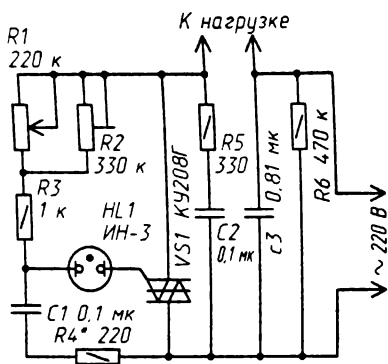 К нагрузке
R1
220 к
R2
330 к
R3
1 к
HL1
ИН-3
VS1 КУ208Г
R5
330
C2
0,1 мк
0,81 мк
с3
R6 470 к
~ 220 В
C1 0,1 мк
R4* 220